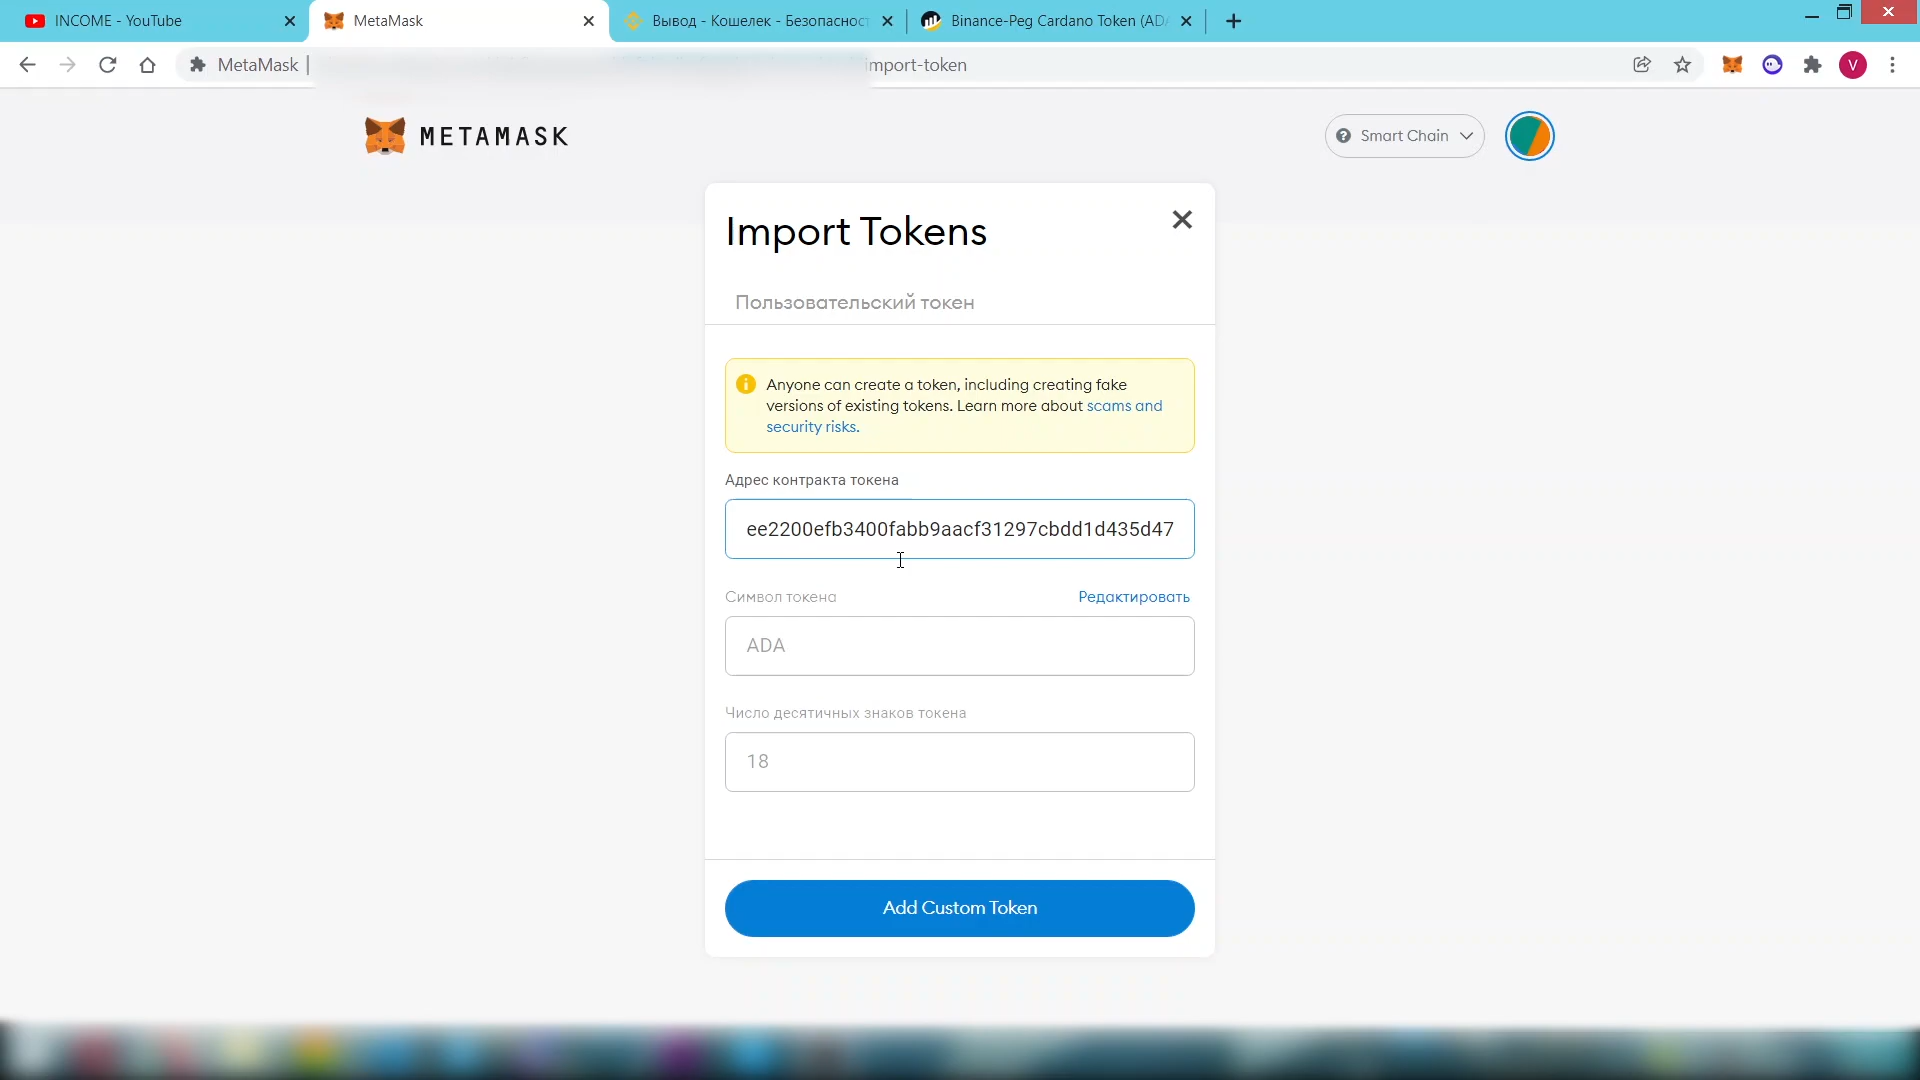 INCOME - YouTube
MetaMask
Вывод - Кошелек - Безопасност
Binance-Peg Cardano Token (ADA
MetaMask
import-token
V
METAMASK
Smart Chain
Import Tokens
Пользовательский токен
Anyone can create a token, including creating fake
versions of existing tokens. Learn more about scams and
security risks.
Адрес контракта токена
ee2200efb3400fabb9aacf31297cbdd1d435d47
Символ токена
Редактировать
ADA
Число десятичных знаков токена
18
Add Custom Token